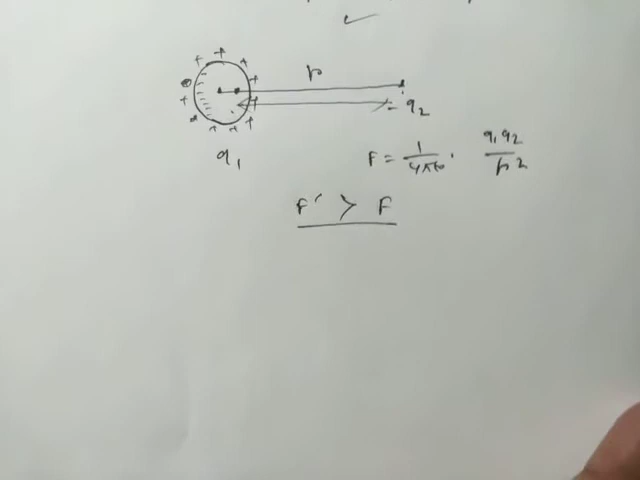 r
- q2
q1
F = 1/4πε0 · q1q2/r2
F' > F